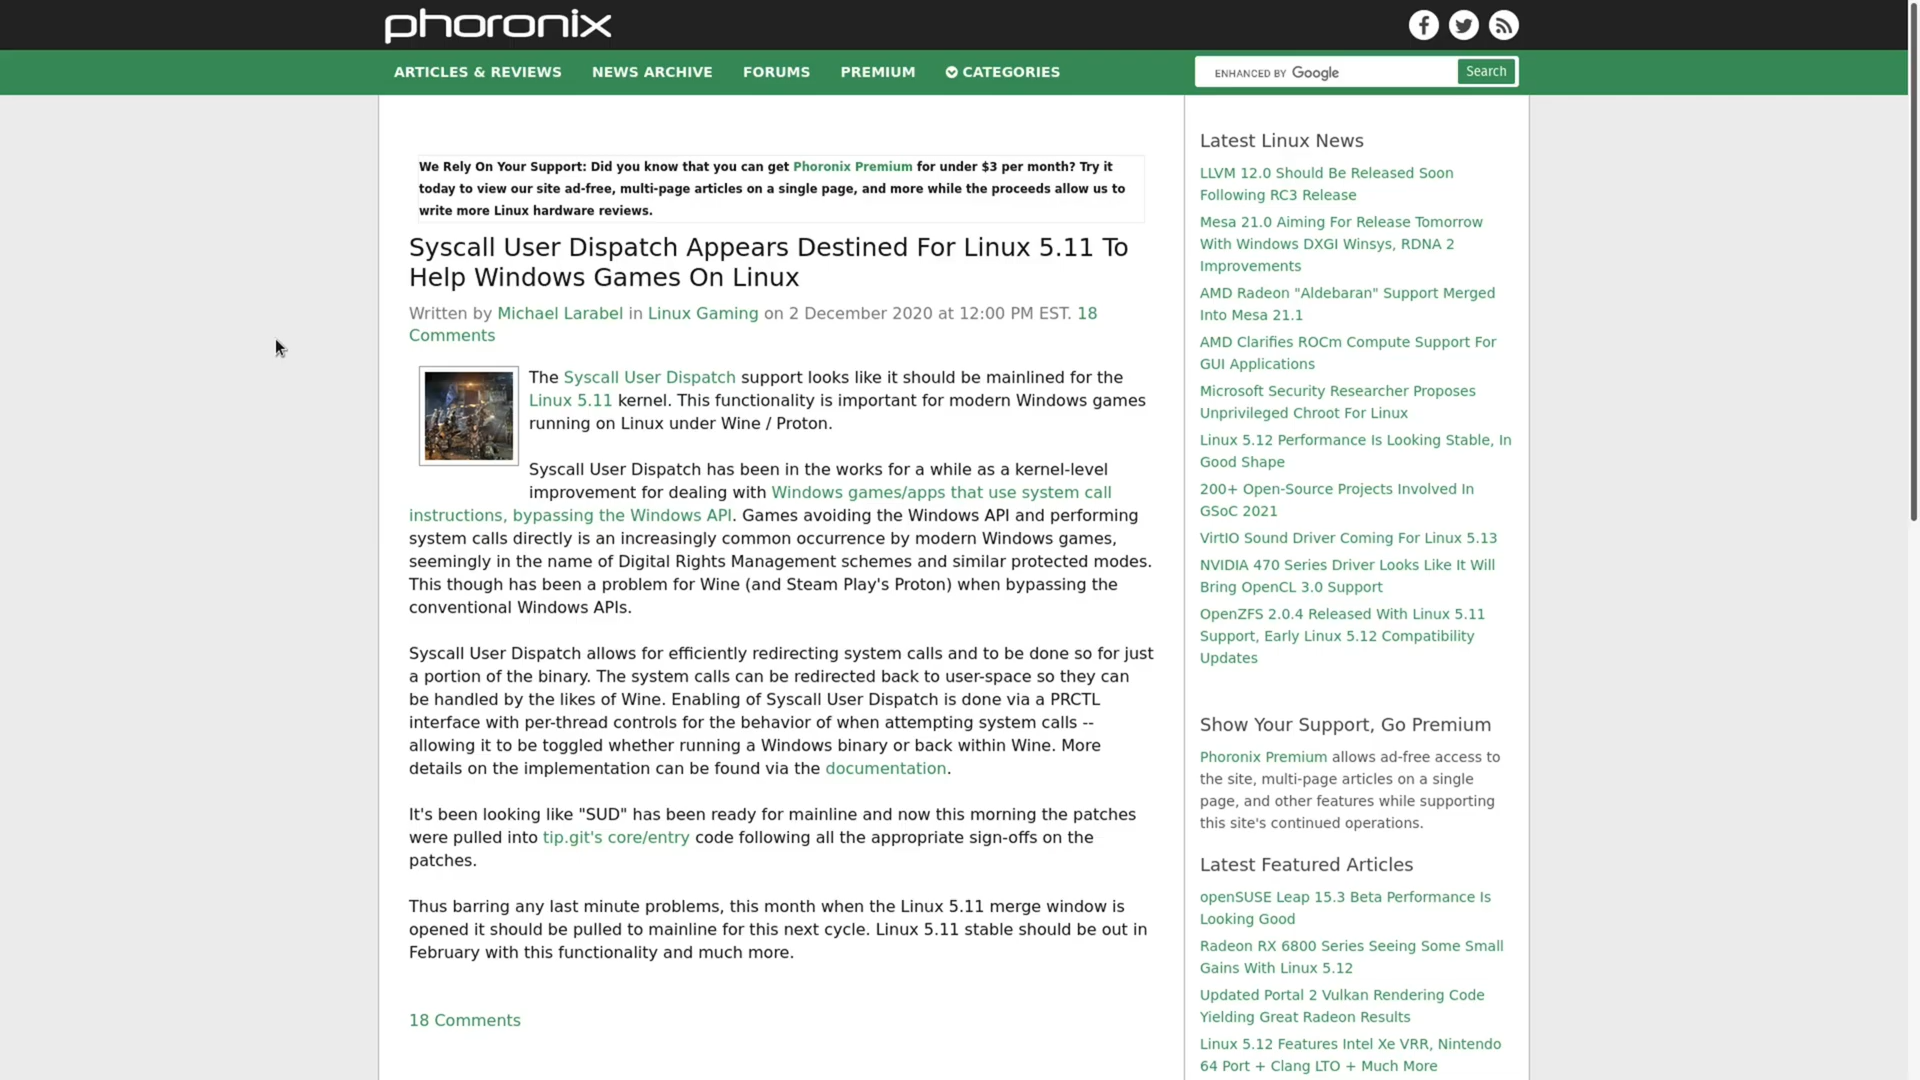 phoronix
ARTICLES & REVIEWS NEWS ARCHIVE FORUMS PREMIUM CATEGORIES
ENHANCED BY Google Search
We Rely On Your Support: Did you know that you can get Phoronix Premium for under $3 per month? Try it
today to view our site ad-free, multi-page articles on a single page, and more while the proceeds allow us to
write more Linux hardware reviews.
Syscall User Dispatch Appears Destined For Linux 5.11 To
Help Windows Games On Linux
Written by Michael Larabel in Linux Gaming on 2 December 2020 at 12:00 PM EST. 18
Comments
The Syscall User Dispatch support looks like it should be mainlined for the
Linux 5.11 kernel. This functionality is important for modern Windows games
running on Linux under Wine / Proton.
Syscall User Dispatch has been in the works for a while as a kernel-level
improvement for dealing with Windows games/apps that use system call
instructions, bypassing the Windows API. Games avoiding the Windows API and performing
system calls directly is an increasingly common occurrence by modern Windows games,
seemingly in the name of Digital Rights Management schemes and similar protected modes.
This though has been a problem for Wine (and Steam Play's Proton) when bypassing the
conventional Windows APIs.
Syscall User Dispatch allows for efficiently redirecting system calls and to be done so for just
a portion of the binary. The system calls can be redirected back to user-space so they can
be handled by the likes of Wine. Enabling of Syscall User Dispatch is done via a PRCTL
interface with per-thread controls for the behavior of when attempting system calls --
allowing it to be toggled whether running a Windows binary or back within Wine. More
details on the implementation can be found via the documentation.
It's been looking like "SUD" has been ready for mainline and now this morning the patches
were pulled into tip.git's core/entry code following all the appropriate sign-offs on the
patches.
Thus barring any last minute problems, this month when the Linux 5.11 merge window is
opened it should be pulled to mainline for this next cycle. Linux 5.11 stable should be out in
February with this functionality and much more.
18 Comments
Latest Linux News
LLVM 12.0 Should Be Released Soon
Following RC3 Release
Mesa 21.0 Aiming For Release Tomorrow
With Windows DXGI Winsys, RDNA 2
Improvements
AMD Radeon "Aldebaran" Support Merged
Into Mesa 21.1
AMD Clarifies ROCm Compute Support For
GUI Applications
Microsoft Security Researcher Proposes
Unprivileged Chroot For Linux
Linux 5.12 Performance Is Looking Stable, In
Good Shape
200+ Open-Source Projects Involved In
GSoC 2021
VirtIO Sound Driver Coming For Linux 5.13
NVIDIA 470 Series Driver Looks Like It Will
Bring OpenCL 3.0 Support
OpenZFS 2.0.4 Released With Linux 5.11
Support, Early Linux 5.12 Compatibility
Updates
Show Your Support, Go Premium
Phoronix Premium allows ad-free access to
the site, multi-page articles on a single
page, and other features while supporting
this site's continued operations.
Latest Featured Articles
openSUSE Leap 15.3 Beta Performance Is
Looking Good
Radeon RX 6800 Series Seeing Some Small
Gains With Linux 5.12
Updated Portal 2 Vulkan Rendering Code
Yielding Great Radeon Results
Linux 5.12 Features Intel Xe VRR, Nintendo
64 Port + Clang LTO + Much More